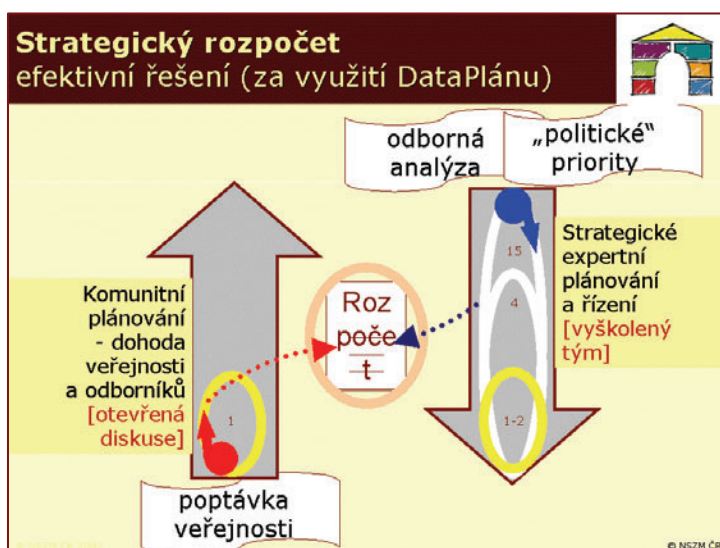 Strategický rozpočet
efektivní řešení (za využití DataPlánu)
odborná
analýza
„politické“
priority
Komunitní
plánování
- dohoda
veřejnosti
a odborníků
[otevřená
diskuse]
1
Roz
poče
t
15
4
1-2
Strategické
expertní
plánování
a řízení
[vyškolený
tým]
poptávka
veřejnosti
© NSZM ČR